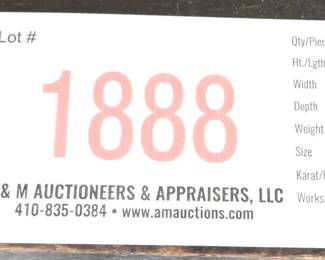 Lot #
1888
& M AUCTIONEERS & APPRAISERS, LLC
410-835-0384 • www.amauctions.com
Qty/Piec
Ht./Lgth
Width
Depth
Weight
Size
Karat/
Works